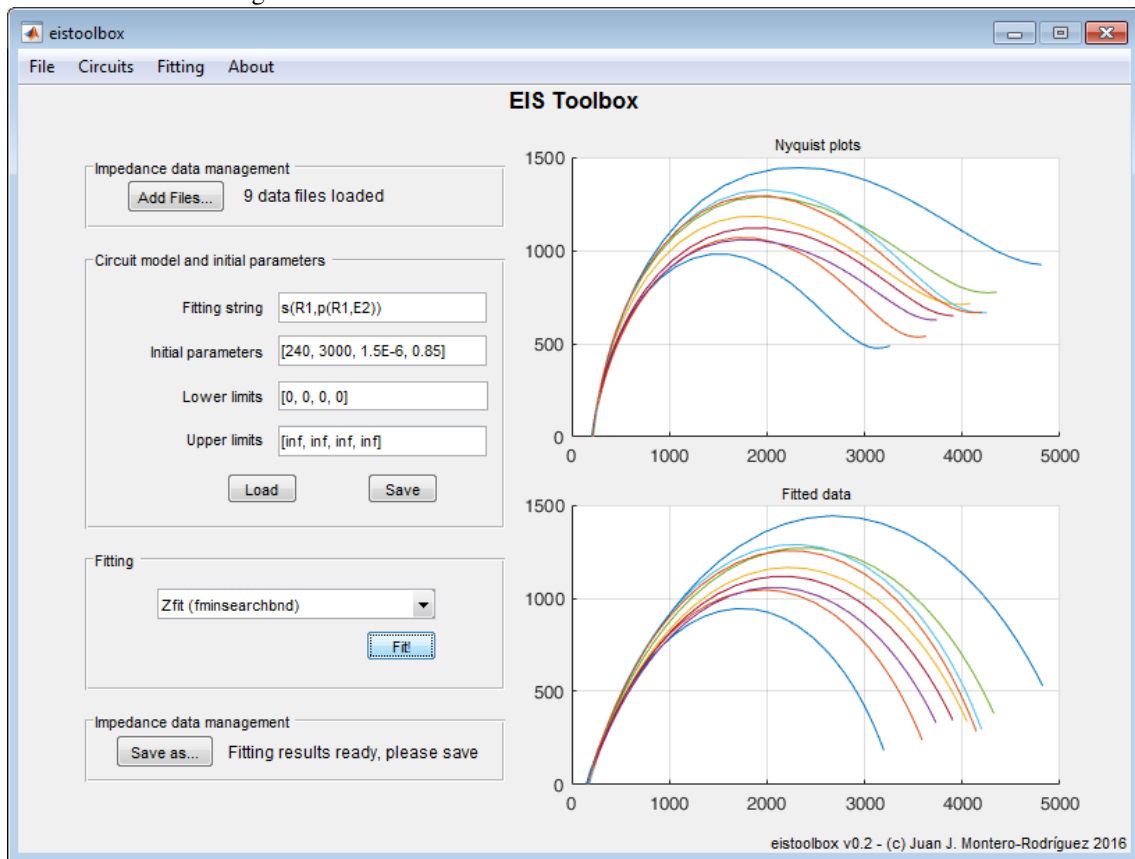 eistoolbox
File Circuits Fitting About
EIS Toolbox
Impedance data management
Add Files... 9 data files loaded
Circuit model and initial parameters
Fitting string s(R1,p(R1,E2))
Initial parameters [240, 3000, 1.5E-6, 0.85]
Lower limits [0, 0, 0, 0]
Upper limits [inf, inf, inf, inf]
Load Save
Fitting
Zfit (fminsearchbnd)
Fit!
Impedance data management
Save as... Fitting results ready, please save
Nyquist plots
1500
1000
500
0
0 1000 2000 3000 4000 5000
Fitted data
1500
1000
500
0
0 1000 2000 3000 4000 5000
eistoolbox v0.2 - (c) Juan J. Montero-Rodríguez 2016